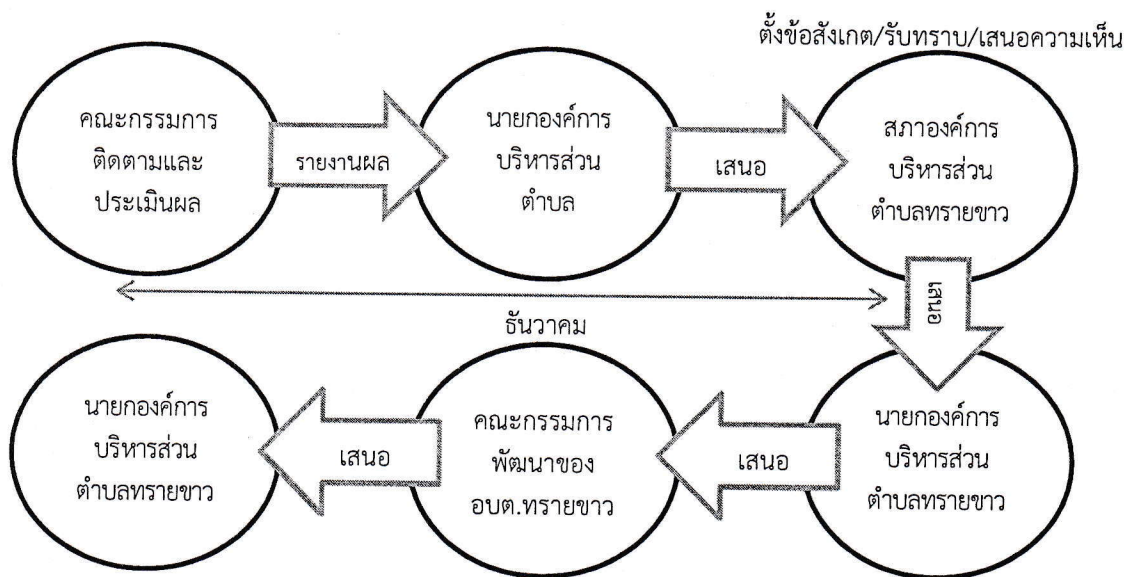 ตั้งข้อสังเกต/รับทราบ/เสนอความเห็น
คณะกรรมการ
ติดตามและ
ประเมินผล
รายงานผล
นายกองค์การ
บริหารส่วน
ตำบล
เสนอ
สภาองค์การ
บริหารส่วน
ตำบลทรายขาว
เสนอ
ธันวาคม
นายกองค์การ
บริหารส่วน
ตำบลทรายขาว
เสนอ
คณะกรรมการ
พัฒนาของ
อบต.ทรายขาว
เสนอ
นายกองค์การ
บริหารส่วน
ตำบลทรายขาว